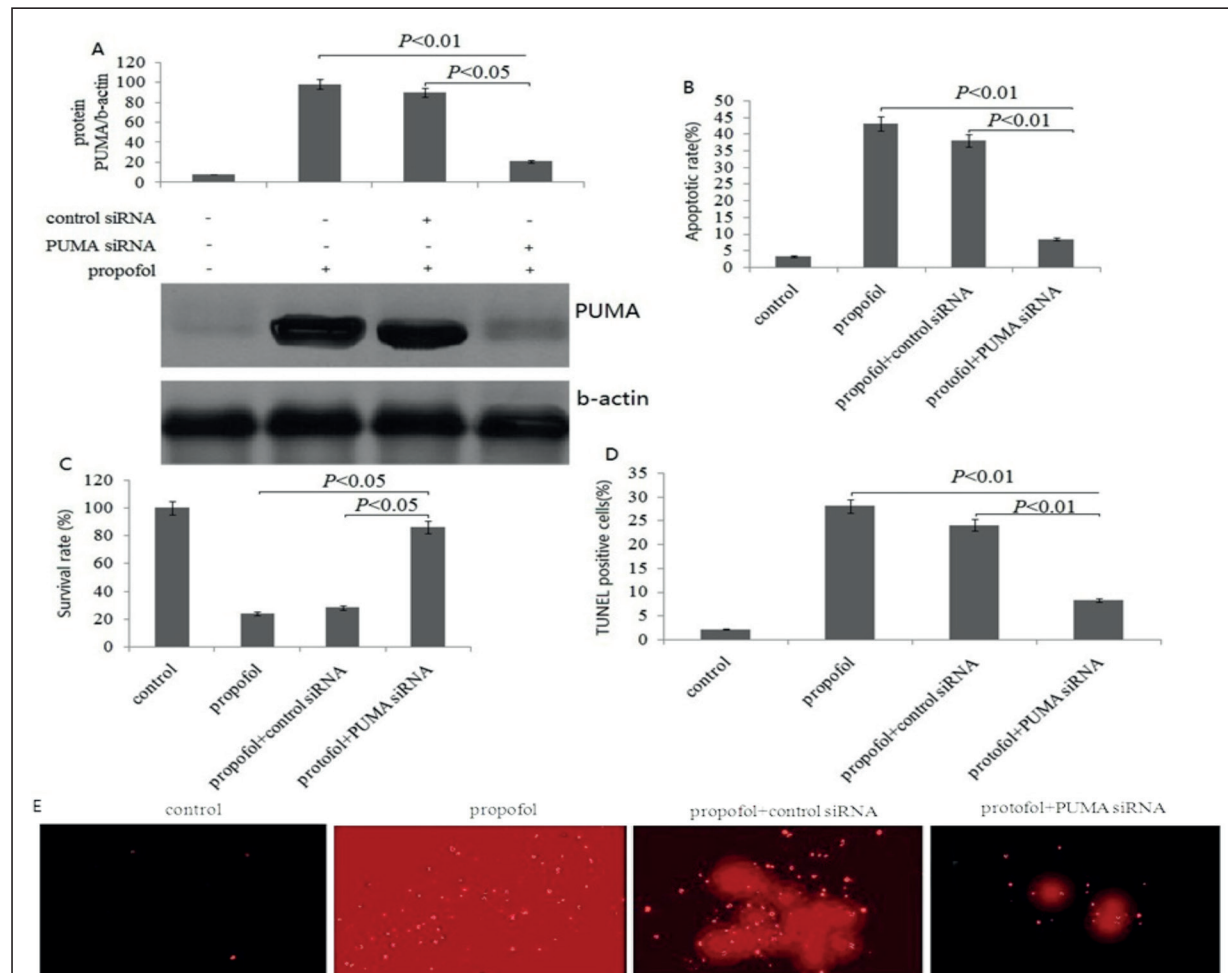 A
P<0.01
P<0.05
protein
PUMA/b-actin
120
100
80
60
40
20
0
control siRNA - - + -
PUMA siRNA - - - +
propofol - + + +
PUMA
b-actin
B
P<0.01
P<0.01
Apoptotic rate(%)
50
45
40
35
30
25
20
15
10
5
0
control
propofol
propofol+control siRNA
protofol+PUMA siRNA
C
P<0.05
P<0.05
Survival rate (%)
120
100
80
60
40
20
0
control
propofol
propofol+control siRNA
protofol+PUMA siRNA
D
P<0.01
P<0.01
TUNEL positive cells(%)
35
30
25
20
15
10
5
0
control
propofol
propofol+control siRNA
protofol+PUMA siRNA
E
control propofol propofol+control siRNA protofol+PUMA siRNA